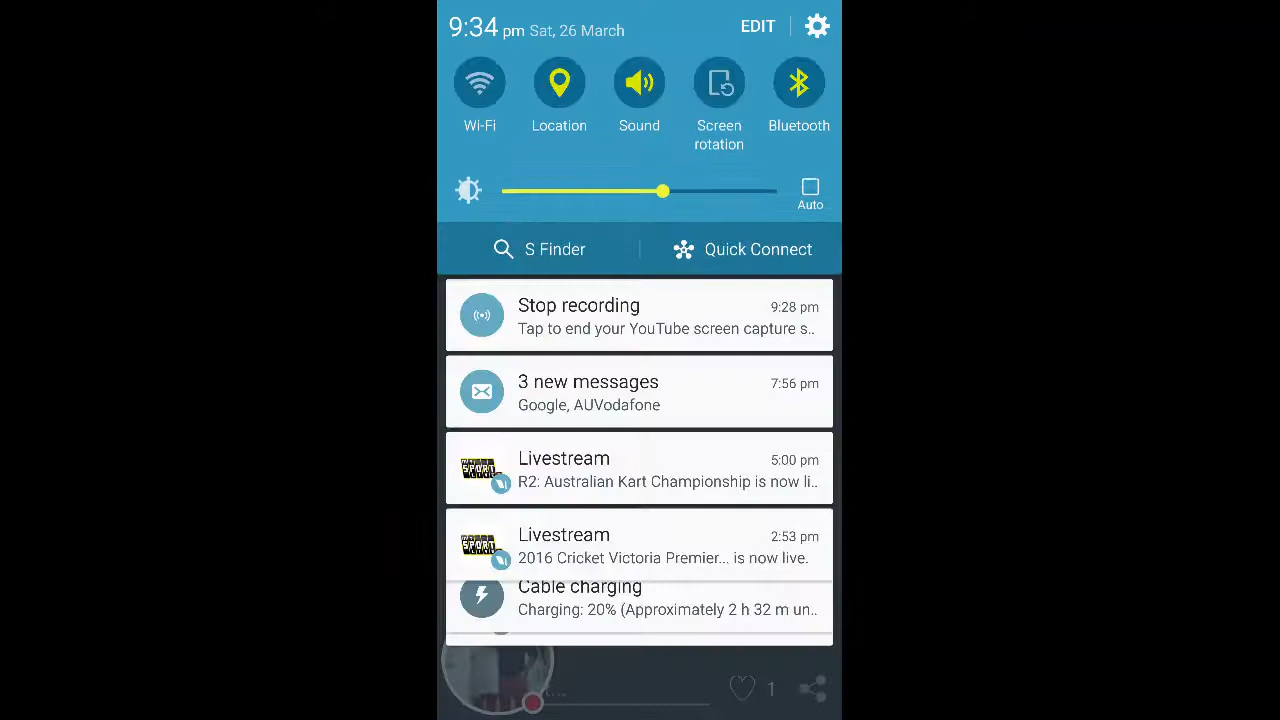 9:34 pm Sat, 26 March
EDIT
Wi-Fi
Location
Sound
Screen
rotation
Bluetooth
Auto
S Finder
Quick Connect
Stop recording
9:28 pm
Tap to end your YouTube screen capture s..
3 new messages
7:56 pm
Google, AUVodafone
SPORT
Livestream
5:00 pm
R2: Australian Kart Championship is now li..
SPORT
Livestream
2:53 pm
2016 Cricket Victoria Premier... is now live.
Cable charging
Charging: 20% (Approximately 2 h 32 m un..
1